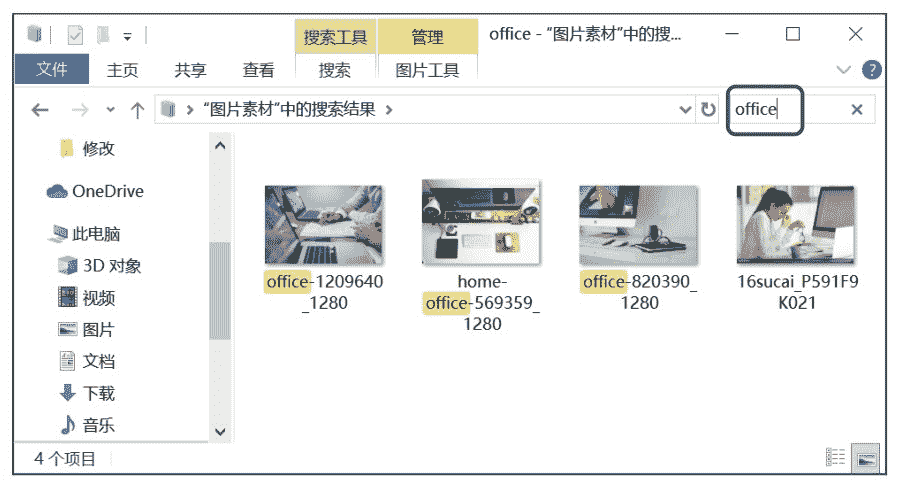 搜索工具
管理
office - “图片素材”中的搜...
文件
主页
共享
查看
搜索
图片工具
?
“图片素材”中的搜索结果
office
修改
OneDrive
此电脑
3D 对象
视频
图片
文档
下载
音乐
office-1209640
_1280
home-
office-569359_
1280
office-820390_
1280
16sucai_P591F9
K021
4 个项目